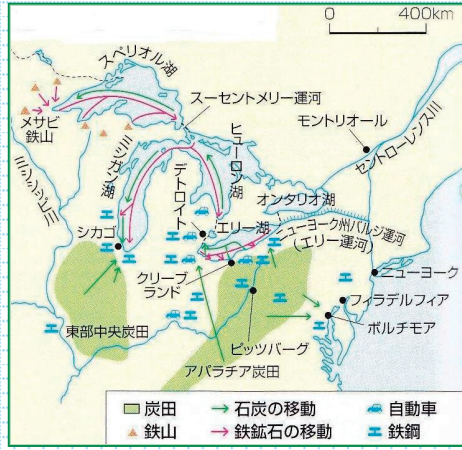 0 400km
スペリオル湖
メサビ
鉄山
スーセントメリー運河
モントリオール
セントローレンス川
ミシシッピ川
ミシガン湖
ヒューロン湖
デトロイト
オンタリオ湖
エリー湖
ニューヨーク州バルジ運河
(エリー運河)
シカゴ
クリーブ
ランド
ニューヨーク
フィラデルフィア
ボルチモア
東部中央炭田
ピッツバーグ
アパラチア炭田
炭田
石炭の移動
自動車
鉄山
鉄鉱石の移動
鉄鋼